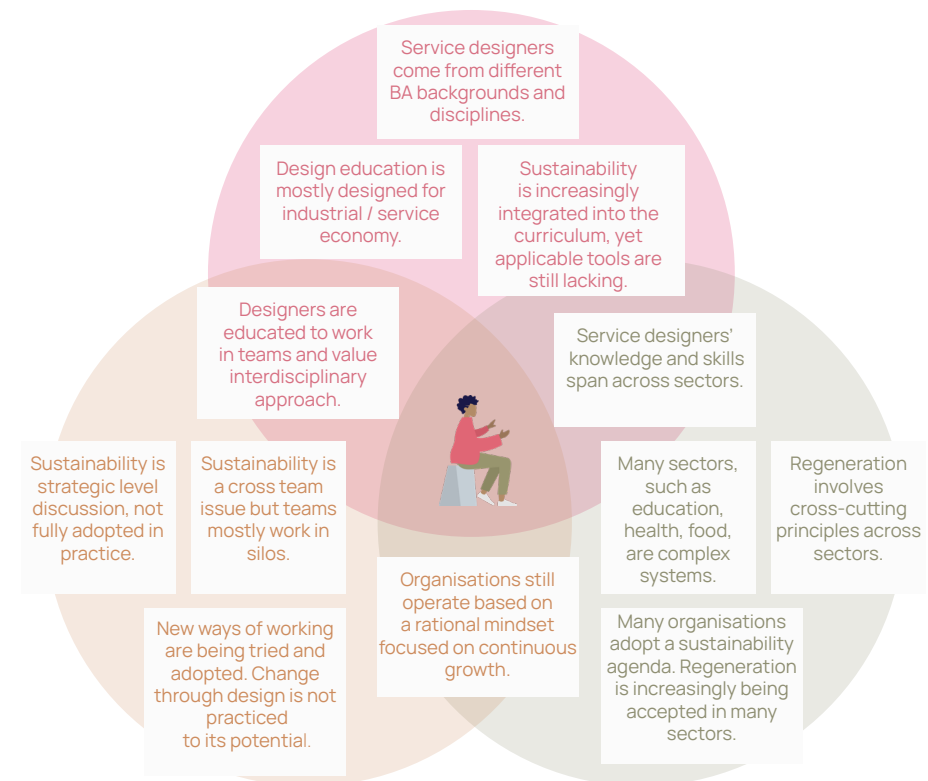 Service designers
come from different
BA backgrounds and
disciplines.
Design education is
mostly designed for
industrial / service
economy.
Sustainability
is increasingly
integrated into the
curriculum, yet
applicable tools are
still lacking.
Designers are
educated to work
in teams and value
interdisciplinary
approach.
Service designers’
knowledge and skills
span across sectors.
Sustainability is
strategic level
discussion, not
fully adopted in
practice.
Sustainability is
a cross team
issue but teams
mostly work in
silos.
Many sectors,
such as
education,
health, food,
are complex
systems.
Regeneration
involves
cross-cutting
principles across
sectors.
Organisations still
operate based on
a rational mindset
focused on continuous
growth.
New ways of working
are being tried and
adopted. Change
through design is not
practiced
to its potential.
Many organisations
adopt a sustainability
agenda. Regeneration
is increasingly being
accepted in many
sectors.